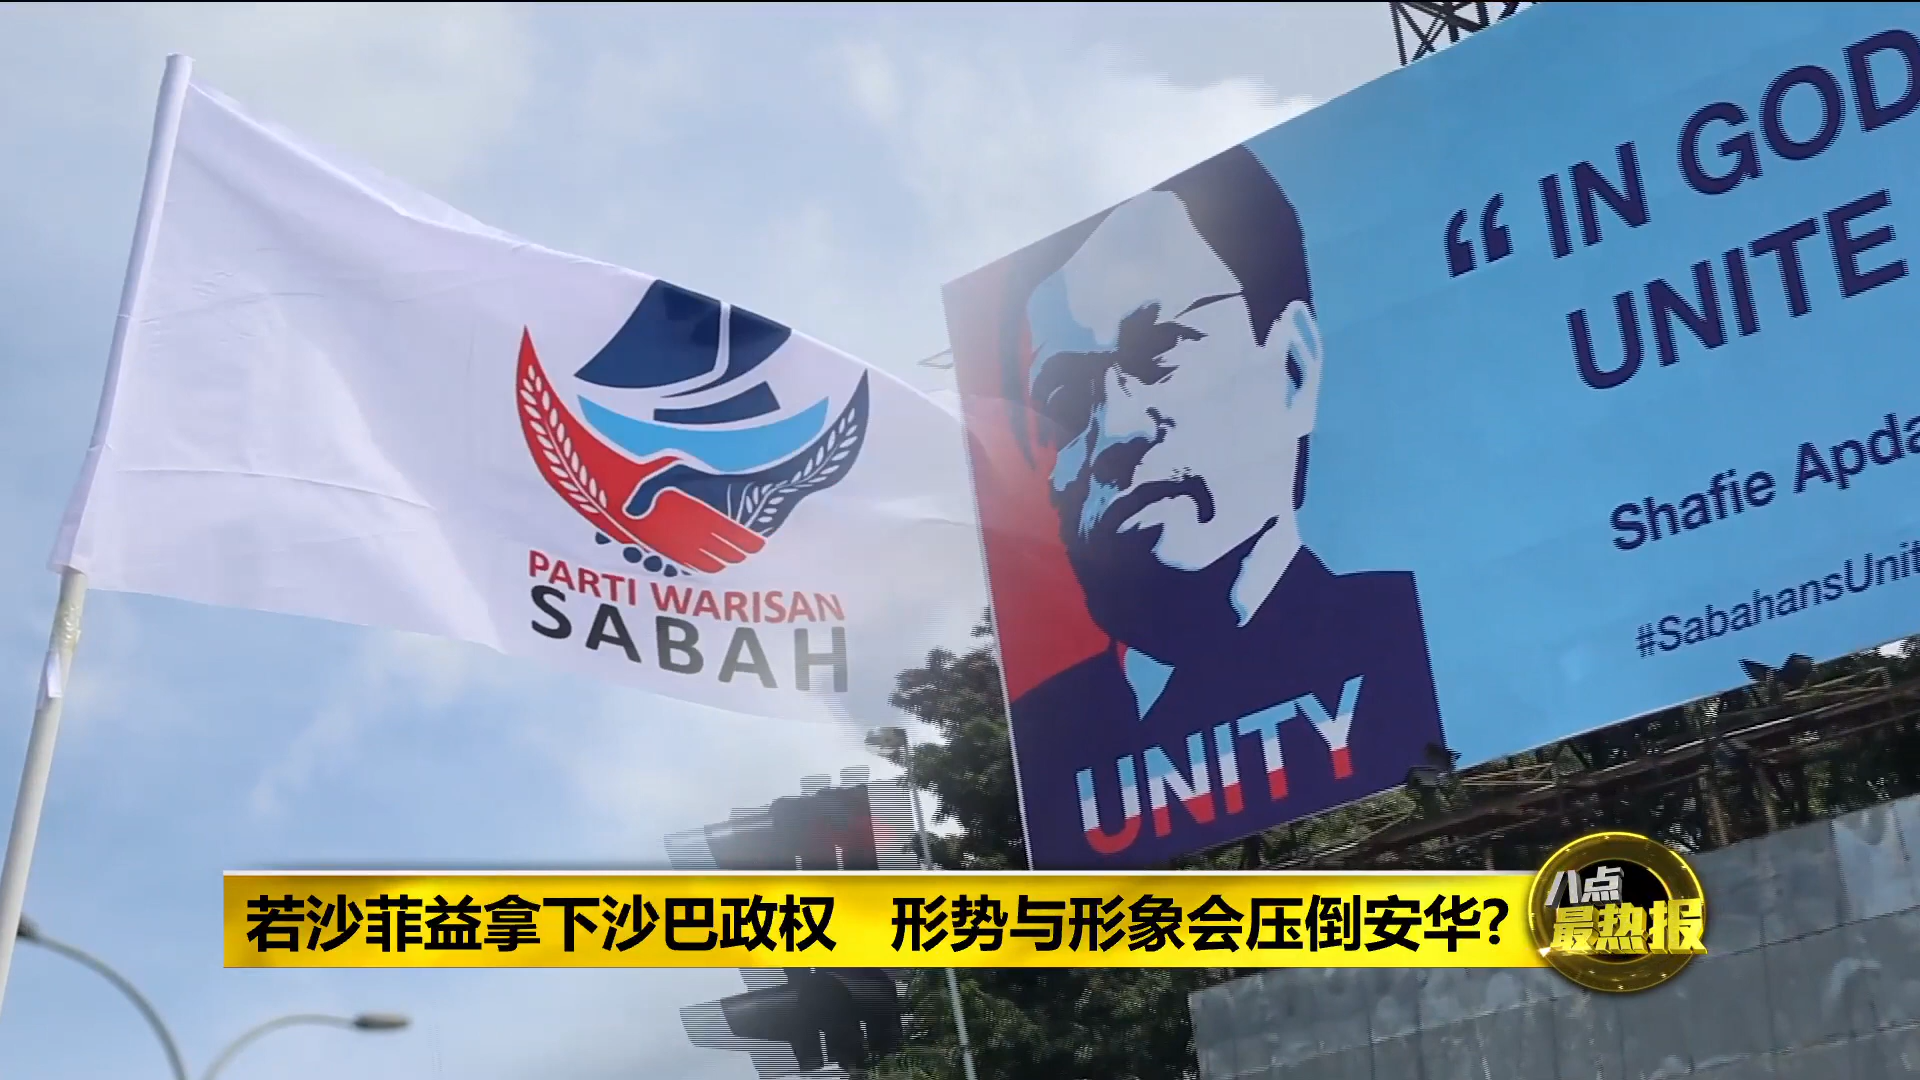 PARTI WARISAN
SABAH
“IN GOD
UNITE
Shafie Apda
#SabahansUnit
UNITY
若沙菲益拿下沙巴政权 形势与形象会压倒安华?
八点
最热报